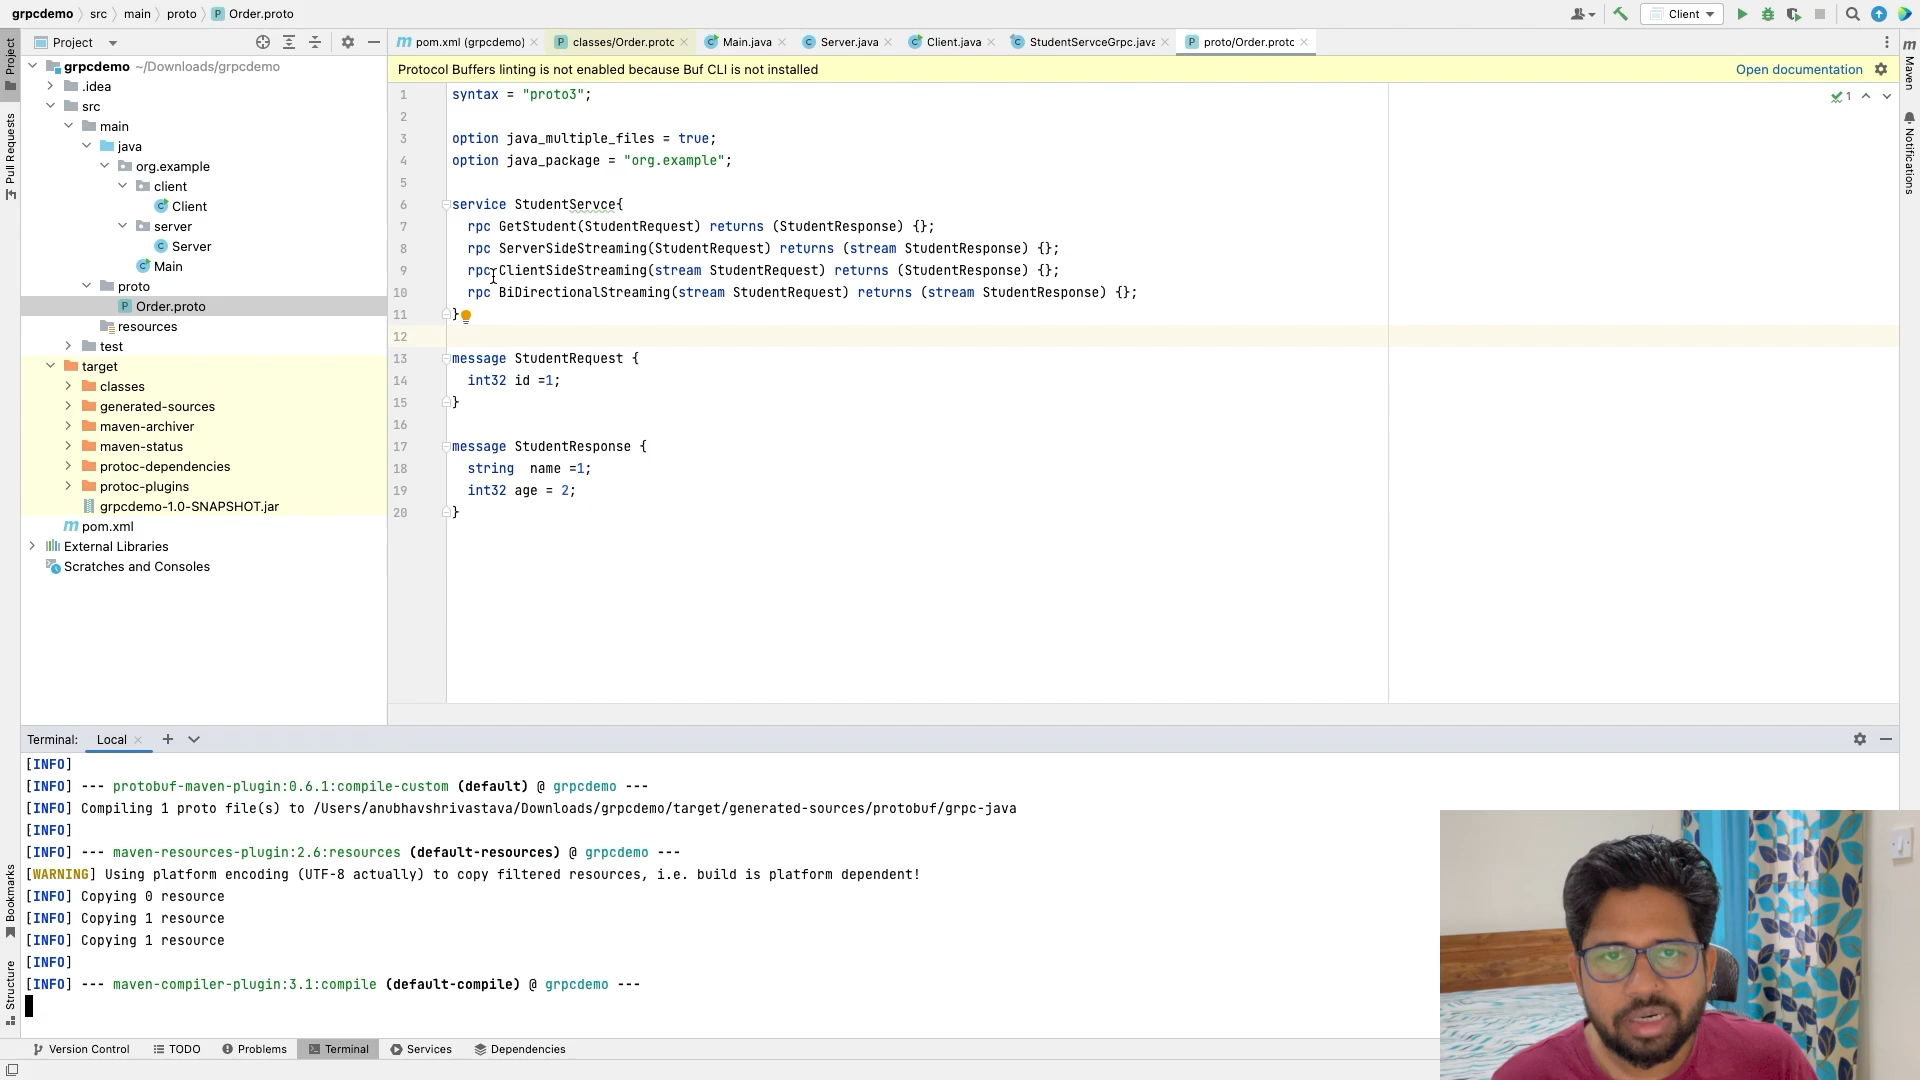 grpcdemo src main proto Order.proto
Client
Project
pom.xml (grpcdemo) classes/Order.proto Main.java Server.java Client.java StudentServceGrpc.java proto/Order.proto
Protocol Buffers linting is not enabled because Buf CLI is not installed Open documentation
Project
Pull Requests
Bookmarks
Structure
Maven
Notifications
grpcdemo ~/Downloads/grpcdemo
.idea
src
main
java
org.example
client
Client
server
Server
Main
proto
Order.proto
resources
test
target
classes
generated-sources
maven-archiver
maven-status
protoc-dependencies
protoc-plugins
grpcdemo-1.0-SNAPSHOT.jar
pom.xml
External Libraries
Scratches and Consoles
1
1 syntax = "proto3";
2
3 option java_multiple_files = true;
4 option java_package = "org.example";
5
6 service StudentServce{
7 rpc GetStudent(StudentRequest) returns (StudentResponse) {};
8 rpc ServerSideStreaming(StudentRequest) returns (stream StudentResponse) {};
9 rpc ClientSideStreaming(stream StudentRequest) returns (StudentResponse) {};
10 rpc BiDirectionalStreaming(stream StudentRequest) returns (stream StudentResponse) {};
11 }
12
13 message StudentRequest {
14 int32 id =1;
15 }
16
17 message StudentResponse {
18 string  name =1;
19 int32 age = 2;
20 }
Terminal: Local
[INFO]
[INFO] --- protobuf-maven-plugin:0.6.1:compile-custom (default) @ grpcdemo ---
[INFO] Compiling 1 proto file(s) to /Users/anubhavshrivastava/Downloads/grpcdemo/target/generated-sources/protobuf/grpc-java
[INFO]
[INFO] --- maven-resources-plugin:2.6:resources (default-resources) @ grpcdemo ---
[WARNING] Using platform encoding (UTF-8 actually) to copy filtered resources, i.e. build is platform dependent!
[INFO] Copying 0 resource
[INFO] Copying 1 resource
[INFO] Copying 1 resource
[INFO]
[INFO] --- maven-compiler-plugin:3.1:compile (default-compile) @ grpcdemo ---
Version Control TODO Problems Terminal Services Dependencies